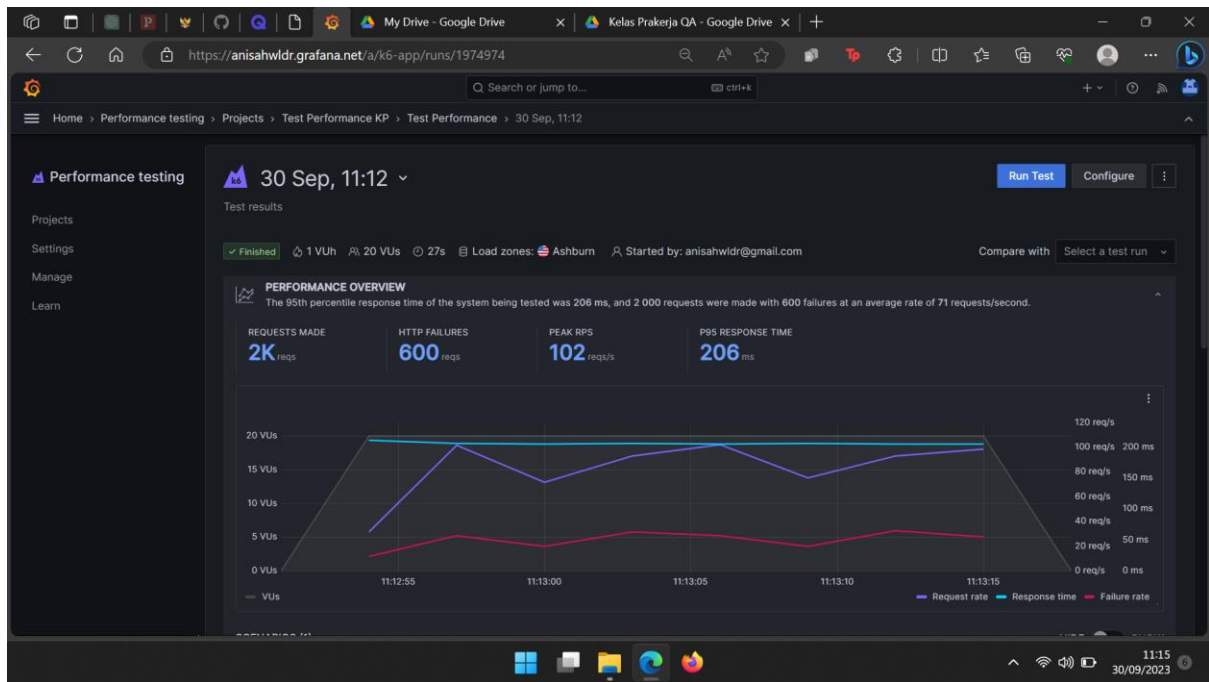 My Drive - Google Drive
Kelas Prakerja QA - Google Drive
https://anisahwldr.grafana.net/a/k6-app/runs/1974974
Search or jump to...
ctrl+k
Home › Performance testing › Projects › Test Performance KP › Test Performance › 30 Sep, 11:12
Performance testing
Projects
Settings
Manage
Learn
k6
30 Sep, 11:12
Run Test
Configure
Test results
Finished
1 VUh
20 VUs
27s
Load zones: Ashburn
Started by: anisahwldr@gmail.com
Compare with
Select a test run
PERFORMANCE OVERVIEW
The 95th percentile response time of the system being tested was 206 ms, and 2 000 requests were made with 600 failures at an average rate of 71 requests/second.
REQUESTS MADE
2K reqs
HTTP FAILURES
600 reqs
PEAK RPS
102 reqs/s
P95 RESPONSE TIME
206 ms
20 VUs
15 VUs
10 VUs
5 VUs
0 VUs
120 req/s
100 req/s 200 ms
80 req/s
150 ms
60 req/s
100 ms
40 req/s
50 ms
20 req/s
0 req/s 0 ms
11:12:55
11:13:00
11:13:05
11:13:10
11:13:15
VUs
Request rate
Response time
Failure rate
11:15
30/09/2023
6